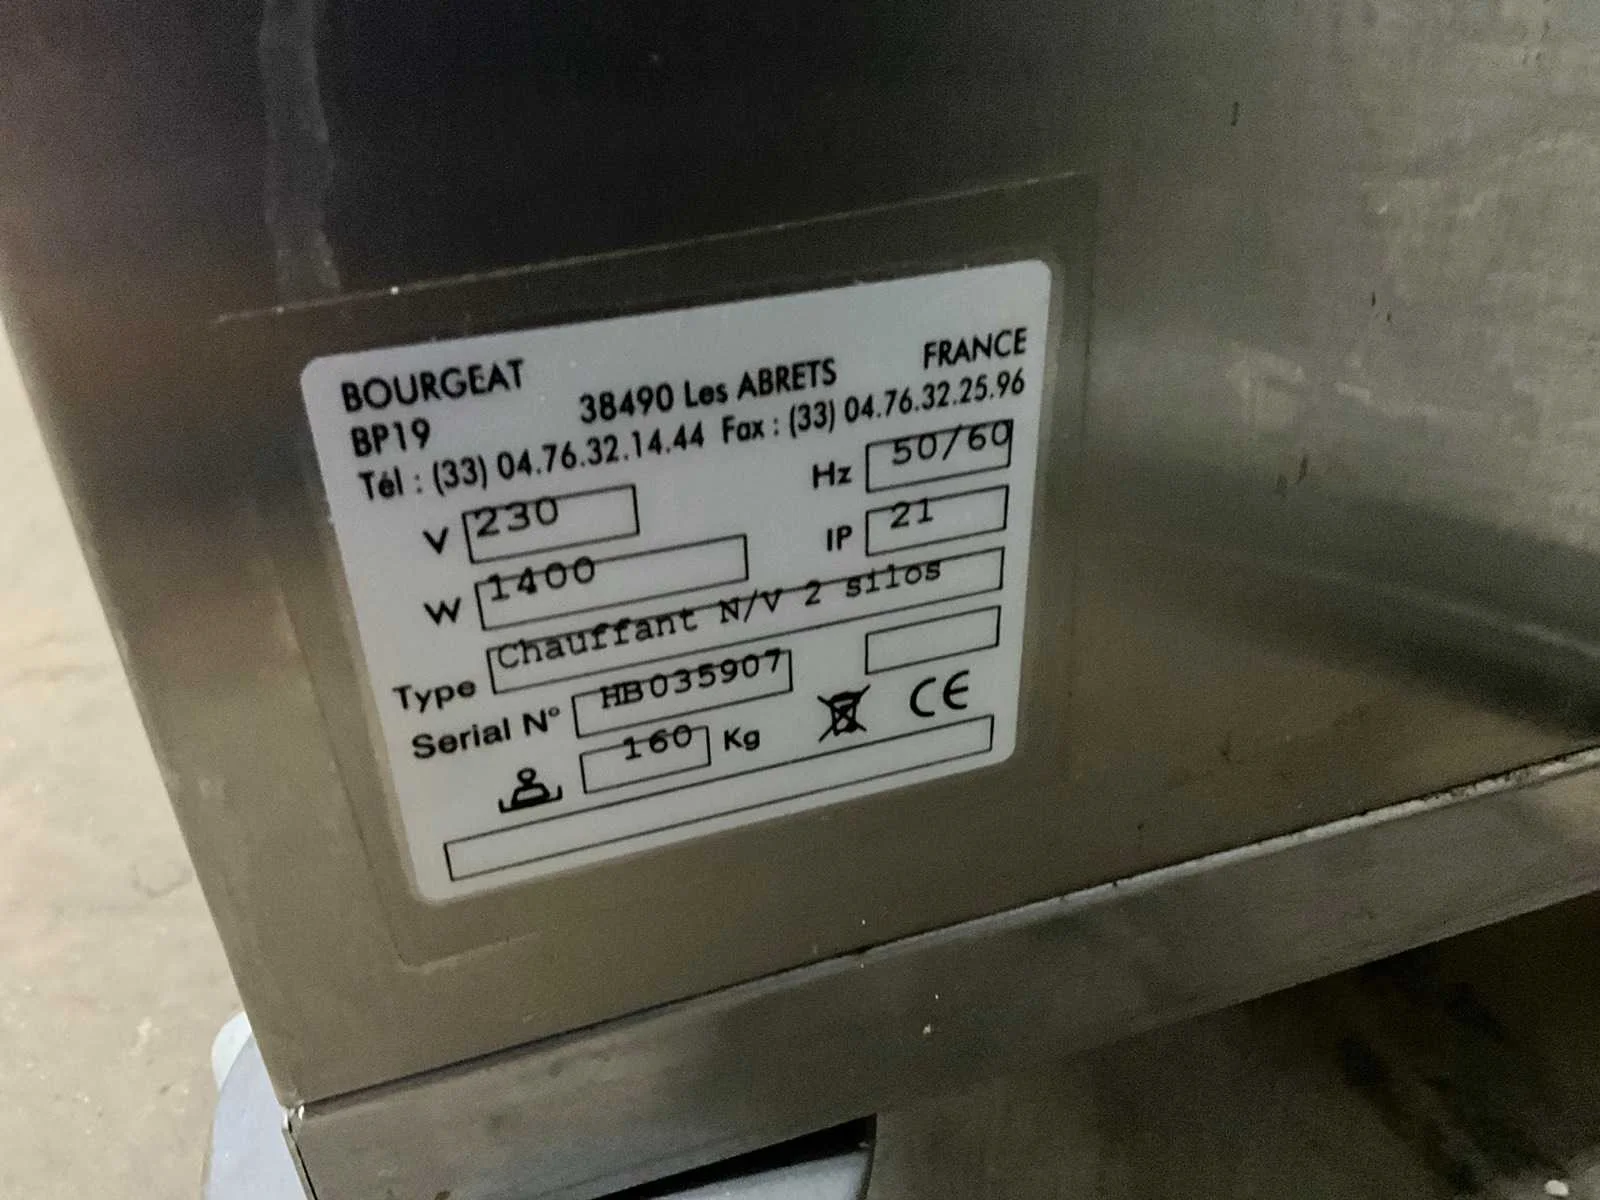 BOURGEAT
BP19 38490 Les ABRETS FRANCE
Tél : (33) 04.76.32.14.44 Fax : (33) 04.76.32.25.96
V 230 Hz 50/60
W 1400 IP 21
Type Chauffant N/V 2 silos
Serial N° HB035907
160 Kg CE